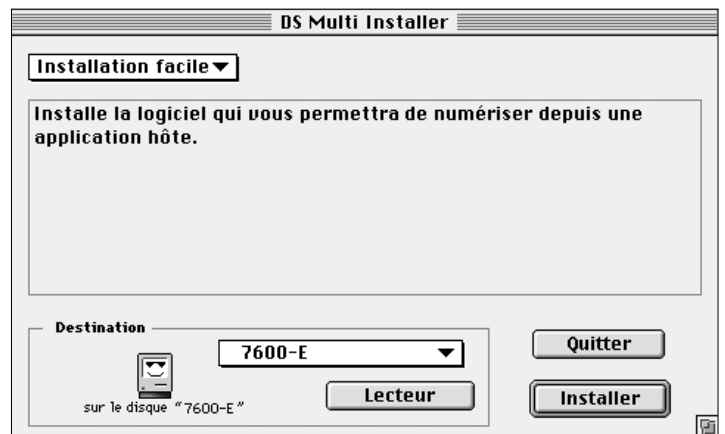 DS Multi Installer
Installation facile
Installe la logiciel qui vous permettra de numériser depuis une
application hôte.
Destination
7600-E
Quitter
Lecteur
Installer
sur le disque "7600-E"